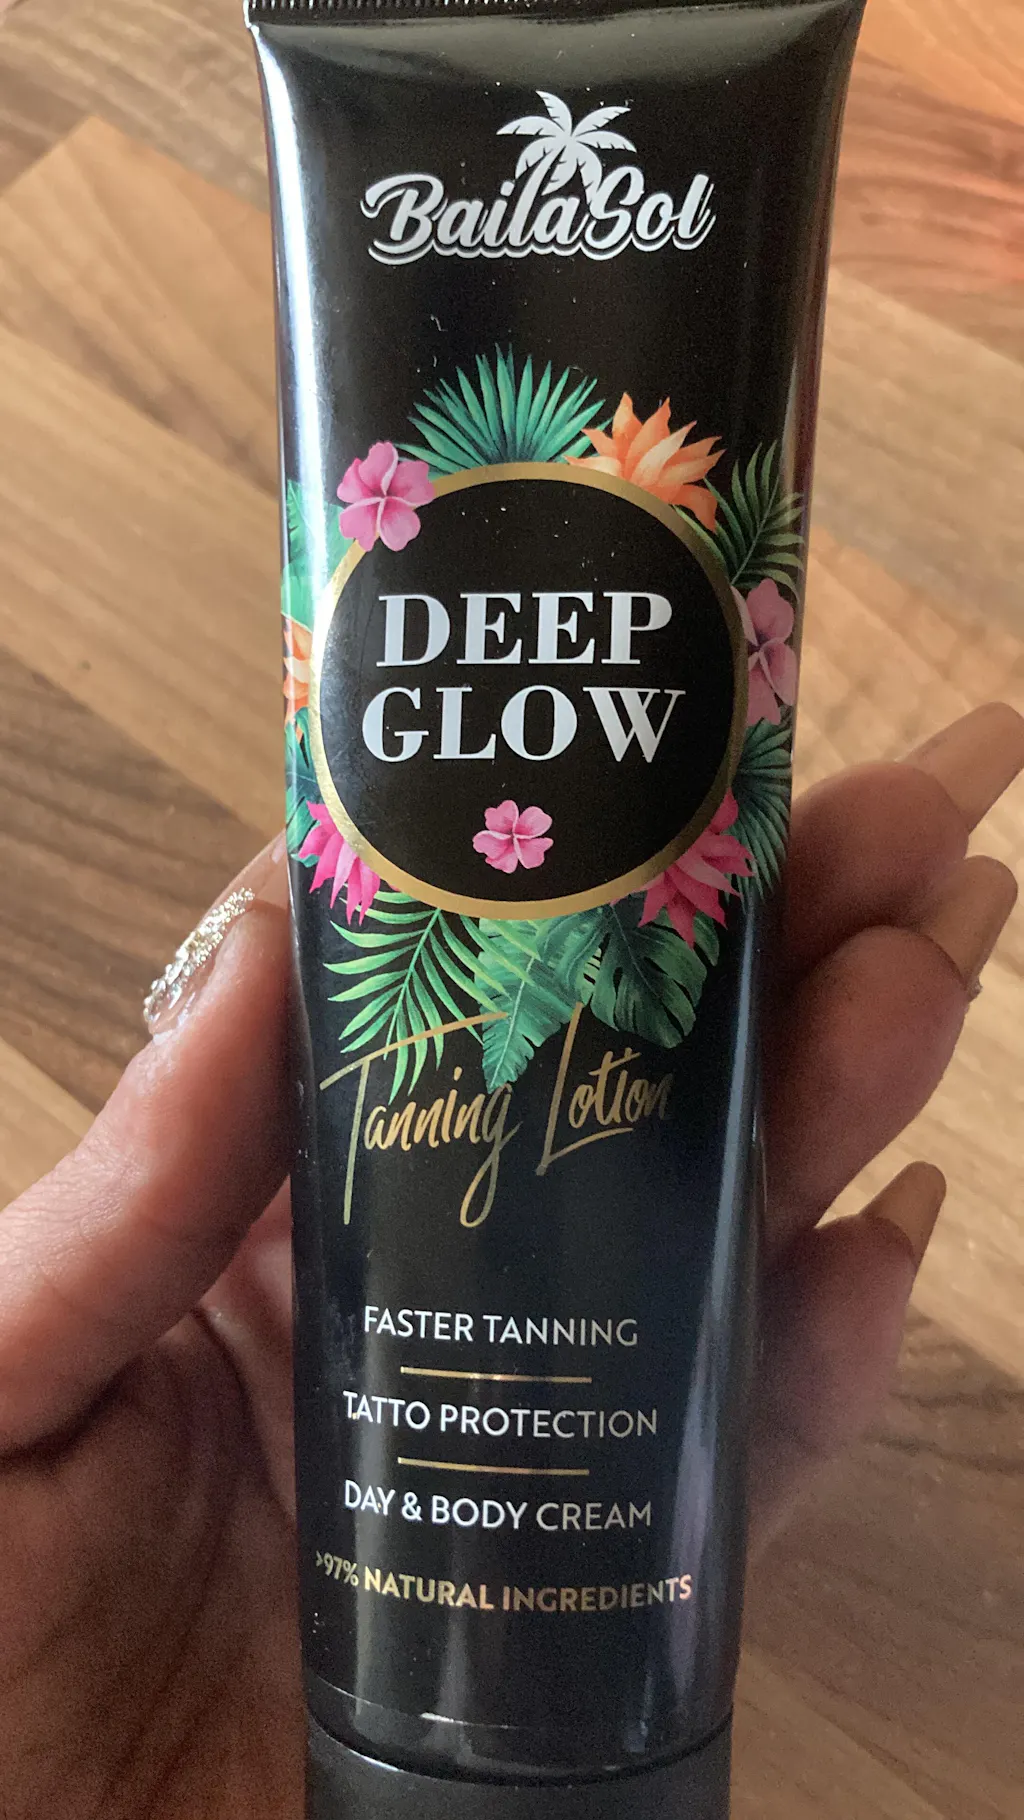 BailaSol
DEEP
GLOW
Tanning Lotion
FASTER TANNING
TATTO PROTECTION
DAY & BODY CREAM
>97% NATURAL INGREDIENTS